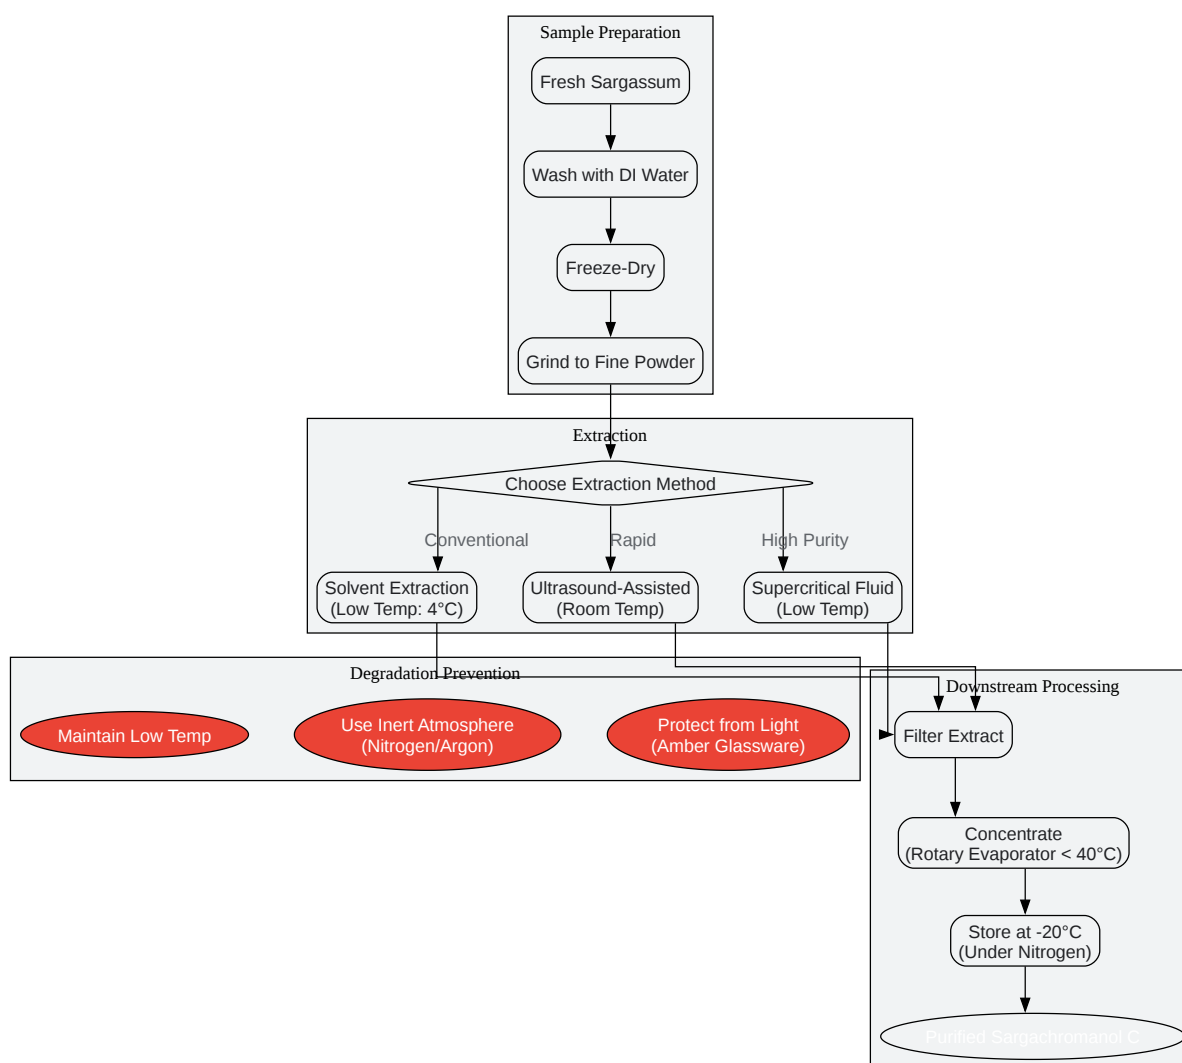 Sample Preparation
Fresh Sargassum
Wash with DI Water
Freeze-Dry
Grind to Fine Powder
Extraction
Choose Extraction Method
Conventional
Rapid
High Purity
Solvent Extraction
(Low Temp: 4°C)
Ultrasound-Assisted
(Room Temp)
Supercritical Fluid
(Low Temp)
Degradation Prevention
Maintain Low Temp
Use Inert Atmosphere
(Nitrogen/Argon)
Protect from Light
(Amber Glassware)
Downstream Processing
Filter Extract
Concentrate
(Rotary Evaporator < 40°C)
Store at -20°C
(Under Nitrogen)
Purified Sargachromanol C